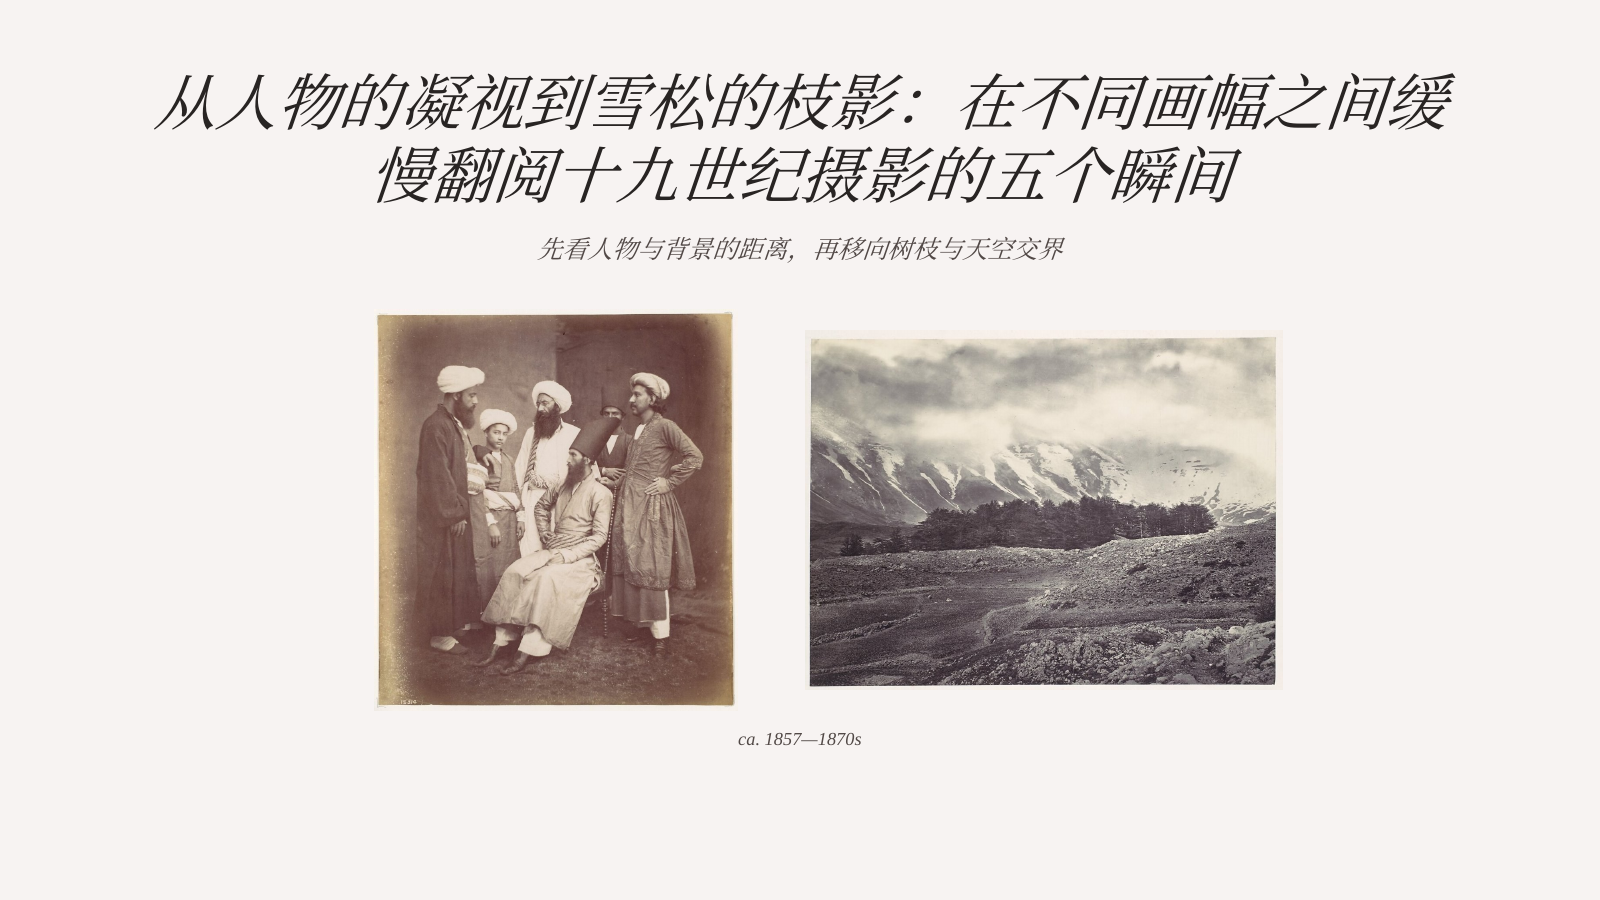 从人物的凝视到雪松的枝影：在不同画幅之间缓
慢翻阅十九世纪摄影的五个瞬间
先看人物与背景的距离，再移向树枝与天空交界
ca. 1857—1870s